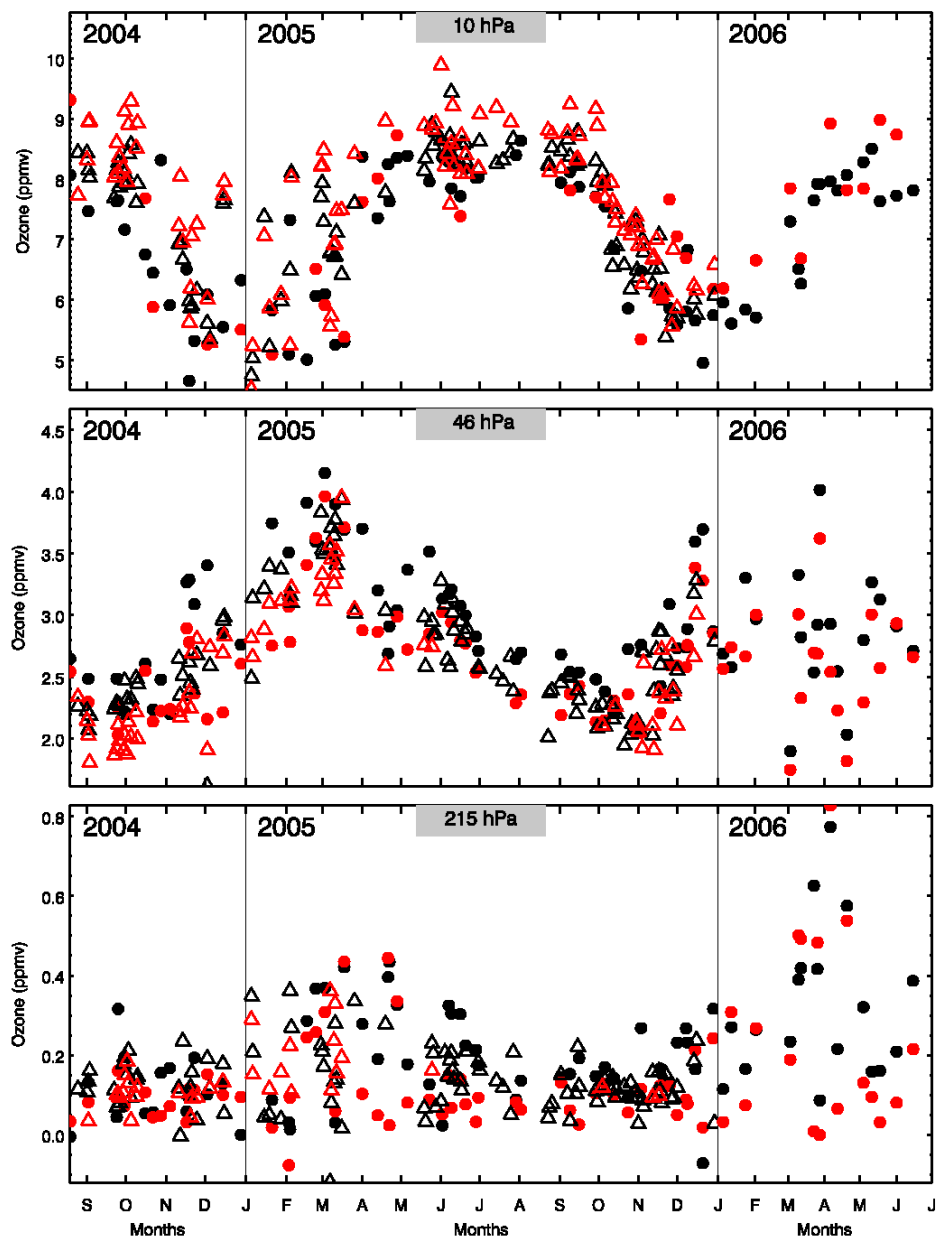 2004 2005 10 hPa 2006
10
9
8
7
6
5
Ozone (ppmv)
2004 2005 46 hPa 2006
4.5
4.0
3.5
3.0
2.5
2.0
Ozone (ppmv)
2004 2005 215 hPa 2006
0.8
0.6
0.4
0.2
0.0
Ozone (ppmv)
S O N D J F M A M J J A S O N D J F M A M J J
Months Months Months